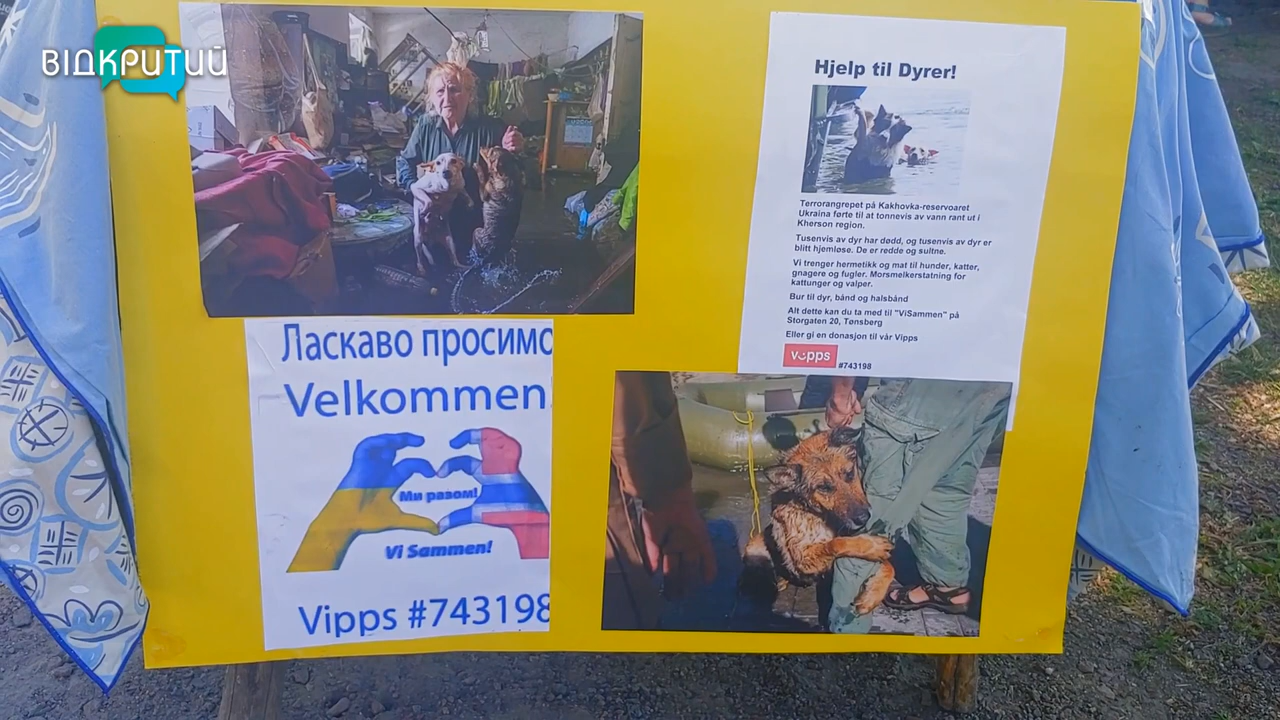 ВІДКРИТИЙ
Hjelp til Dyrer!
Terrorangrepet på Kakhovka-reservoaret
Ukraina førte til at tonnevis av vann rant ut i
Kherson region.
Tusenvis av dyr har dødd, og tusenvis av dyr er
blitt hjemløse. De er redde og sultne.
Vi trenger hermetikk og mat til hunder, katter,
gnagere og fugler. Morsmelkerstatning for
kattunger og valper.
Bur til dyr, bånd og halsbånd
Alt dette kan du ta med til "ViSammen" på
Storgaten 20, Tønsberg
Eller gi en donasjon til vår Vipps
vipps #743198
Ласкаво просимо
Velkommen
Ми разом!
Vi Sammen!
Vipps #743198